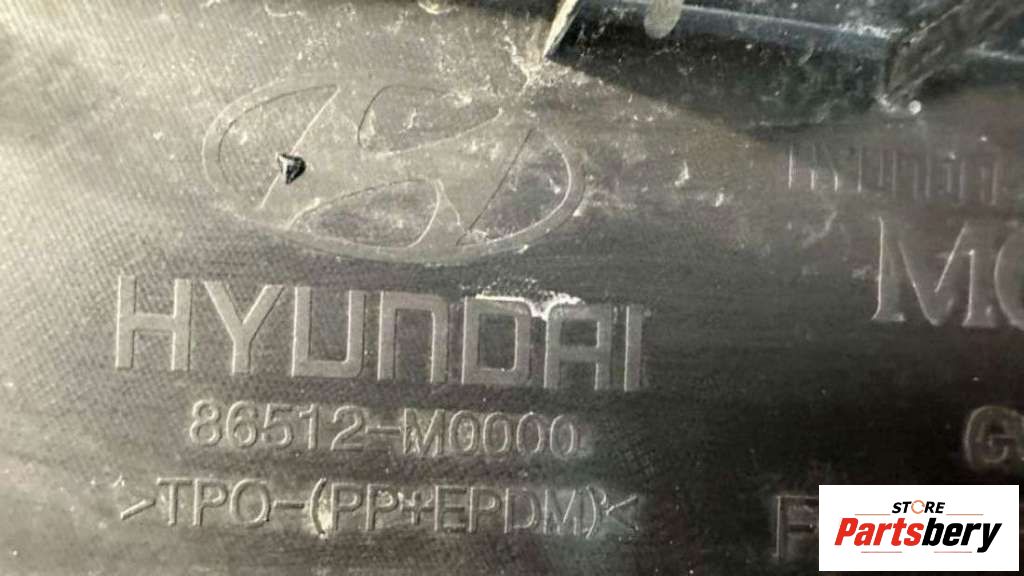 HYUNDAI
86512-M0000
>TPO-(PP+EPDM)<
STORE
Partsbery